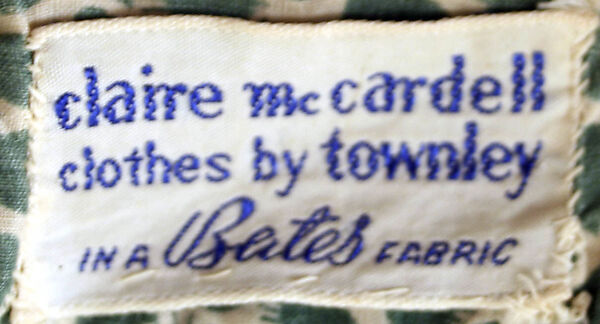 claire mc cardell
clothes by townley
IN A Bates FABRIC